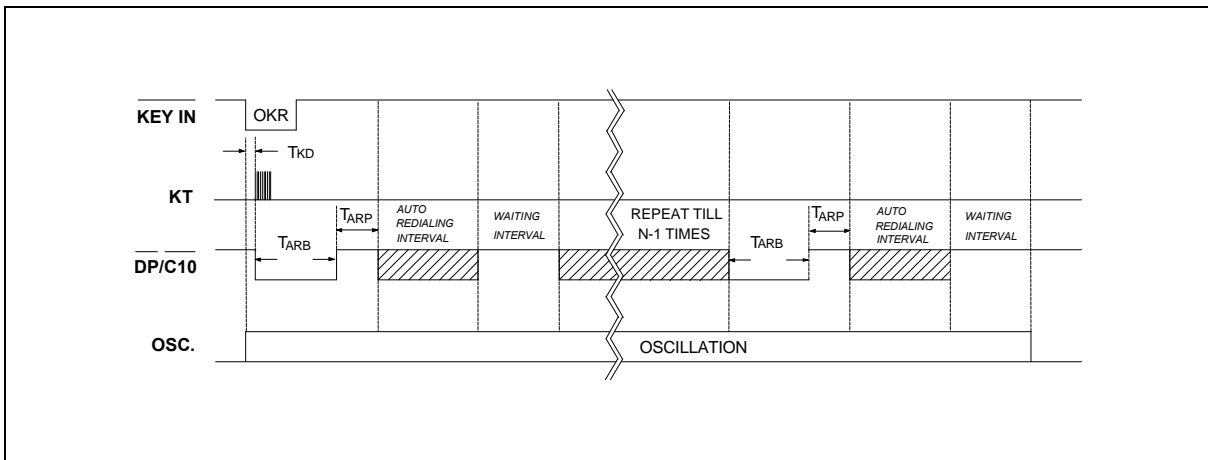 KEY IN
OKR
TKD
KT
TARP
AUTO
REDIALING
INTERVAL
WAITING
INTERVAL
REPEAT TILL
N-1 TIMES
TARP
AUTO
REDIALING
INTERVAL
WAITING
INTERVAL
TARB
TARB
DP/C10
OSC.
OSCILLATION